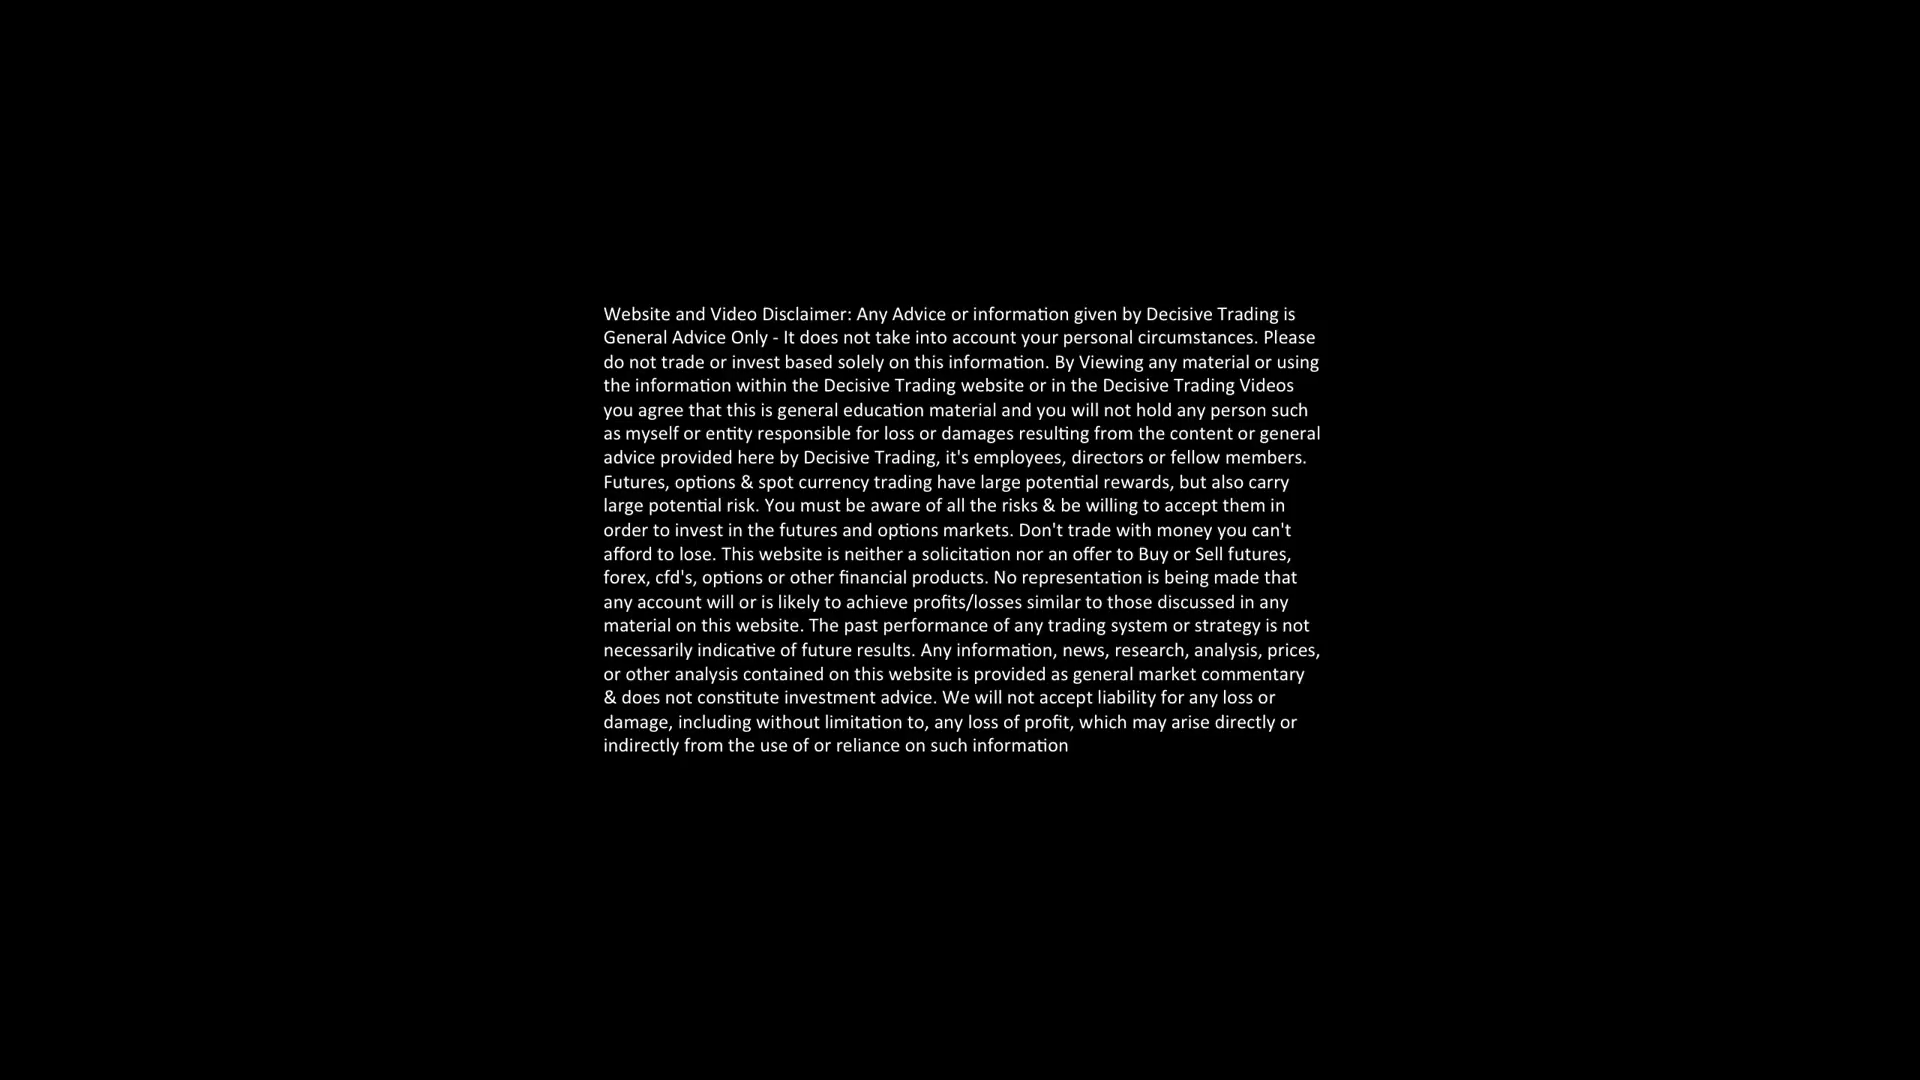 Website and Video Disclaimer: Any Advice or information given by Decisive Trading is
General Advice Only - It does not take into account your personal circumstances. Please
do not trade or invest based solely on this information. By Viewing any material or using
the information within the Decisive Trading website or in the Decisive Trading Videos
you agree that this is general education material and you will not hold any person such
as myself or entity responsible for loss or damages resulting from the content or general
advice provided here by Decisive Trading, it's employees, directors or fellow members.
Futures, options & spot currency trading have large potential rewards, but also carry
large potential risk. You must be aware of all the risks & be willing to accept them in
order to invest in the futures and options markets. Don't trade with money you can't
afford to lose. This website is neither a solicitation nor an offer to Buy or Sell futures,
forex, cfd's, options or other financial products. No representation is being made that
any account will or is likely to achieve profits/losses similar to those discussed in any
material on this website. The past performance of any trading system or strategy is not
necessarily indicative of future results. Any information, news, research, analysis, prices,
or other analysis contained on this website is provided as general market commentary
& does not constitute investment advice. We will not accept liability for any loss or
damage, including without limitation to, any loss of profit, which may arise directly or
indirectly from the use of or reliance on such information